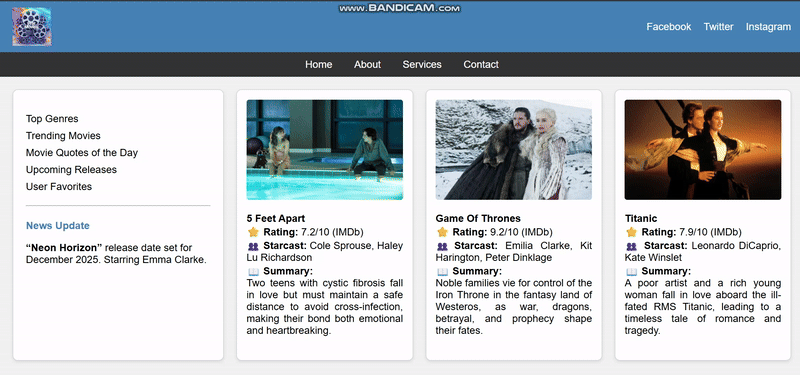 www.BANDICAM.com
Facebook Twitter Instagram
Home About Services Contact
Top Genres
Trending Movies
Movie Quotes of the Day
Upcoming Releases
User Favorites
News Update
“Neon Horizon” release date set for
December 2025. Starring Emma Clarke.
5 Feet Apart
Rating: 7.2/10 (IMDb)
Starcast: Cole Sprouse, Haley
Lu Richardson
Summary:
Two teens with cystic fibrosis fall
in love but must maintain a safe
distance to avoid cross-infection,
making their bond both emotional
and heartbreaking.
Game Of Thrones
Rating: 9.2/10 (IMDb)
Starcast: Emilia Clarke, Kit
Harington, Peter Dinklage
Summary:
Noble families vie for control of the
Iron Throne in the fantasy land of
Westeros, as war, dragons,
betrayal, and prophecy shape
their fates.
Titanic
Rating: 7.9/10 (IMDb)
Starcast: Leonardo DiCaprio,
Kate Winslet
Summary:
A poor artist and a rich young
woman fall in love aboard the ill-
fated RMS Titanic, leading to a
timeless tale of romance and
tragedy.